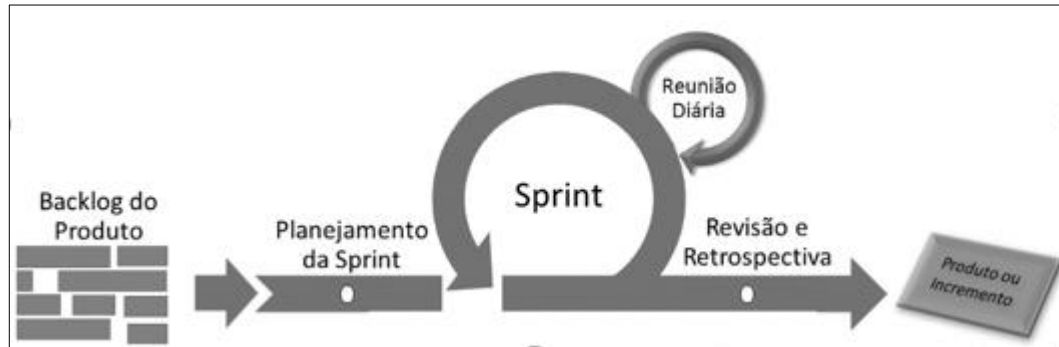 Backlog do
Produto
Planejamento
da Sprint
Sprint
Reunião
Diária
Revisão e
Retrospectiva
Produto ou
Incremento